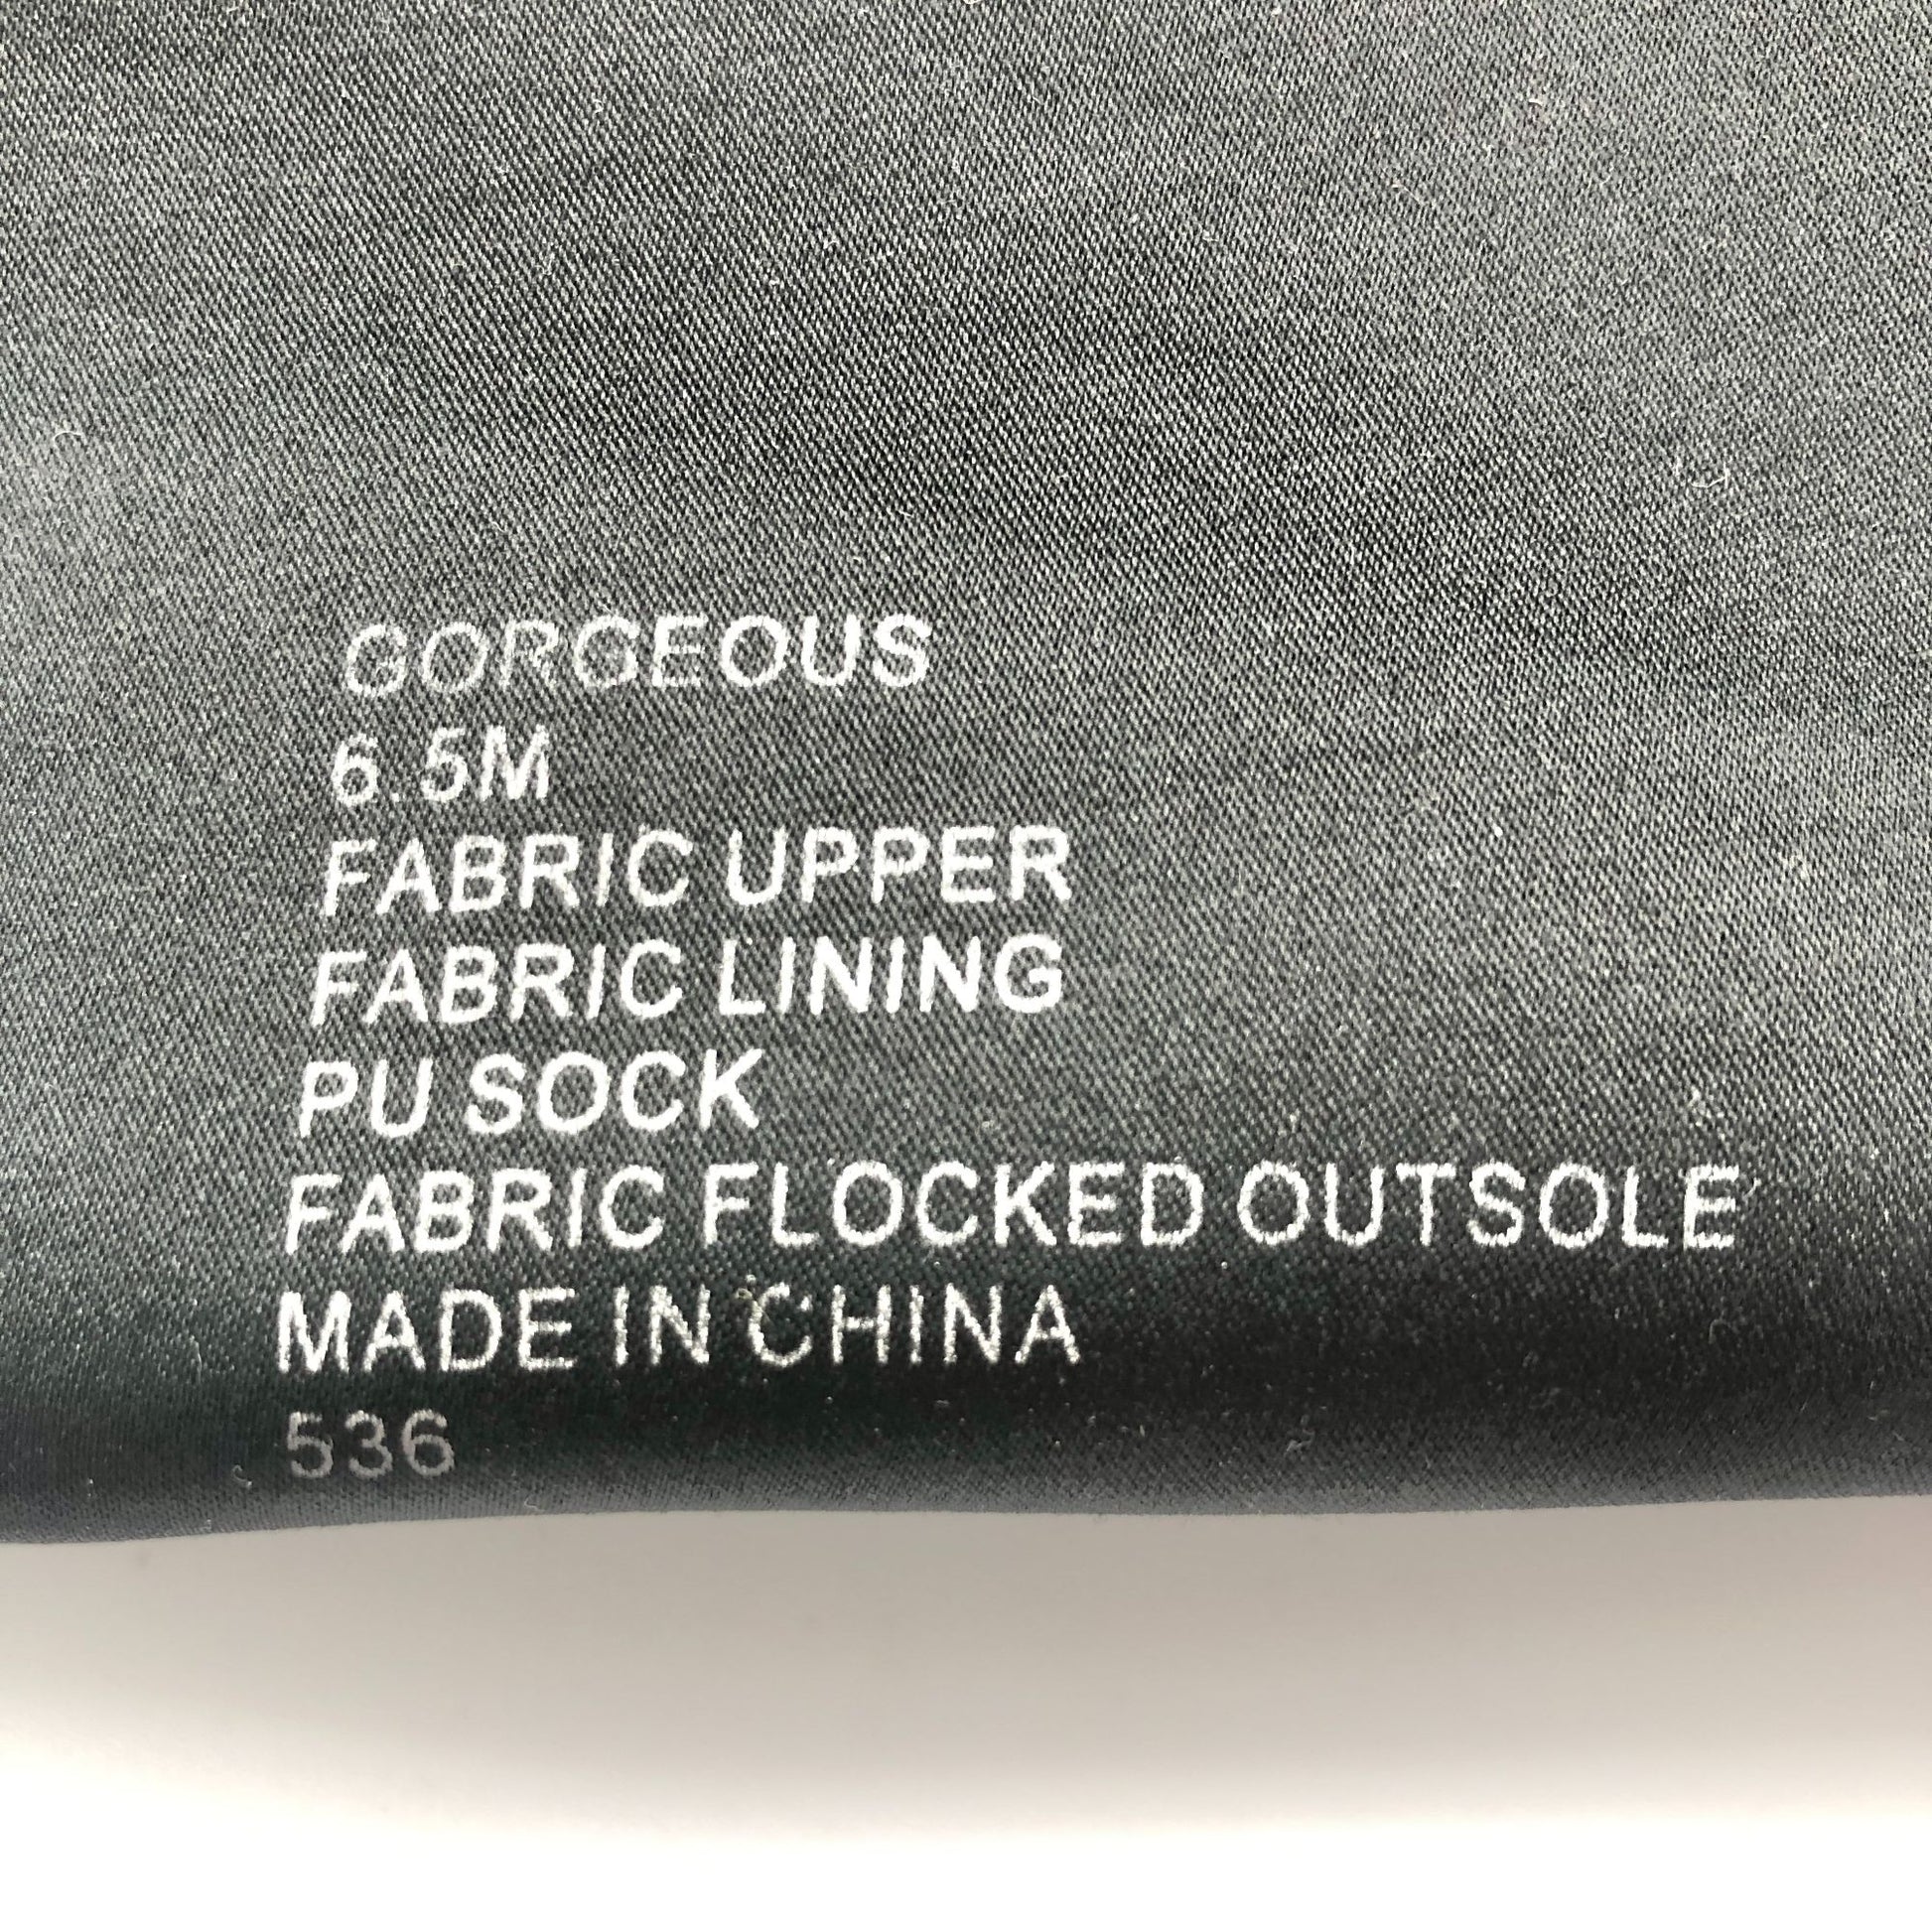 GORGEOUS
6.5M
FABRIC UPPER
FABRIC LINING
PU SOCK
FABRIC FLOCKED OUTSOLE
MADE IN CHINA
536